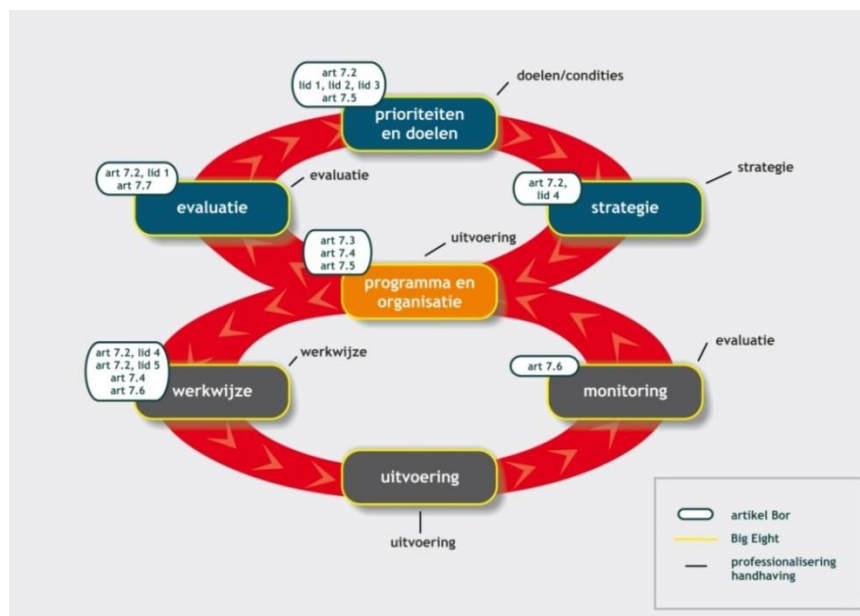 art 7.2
lid 1, lid 2, lid 3
art 7.5
doelen/condities
prioriteiten
en doelen
evaluatie
art 7.2, lid 1
art 7.7
evaluatie
strategie
art 7.2,
lid 4
strategie
uitvoering
art 7.3
art 7.4
art 7.5
programma en
organisatie
werkwijze
art 7.2, lid 4
art 7.2, lid 5
art 7.4
art 7.6
werkwijze
evaluatie
art 7.6
monitoring
uitvoering
uitvoering
artikel Bor
Big Eight
professionalisering
handhaving